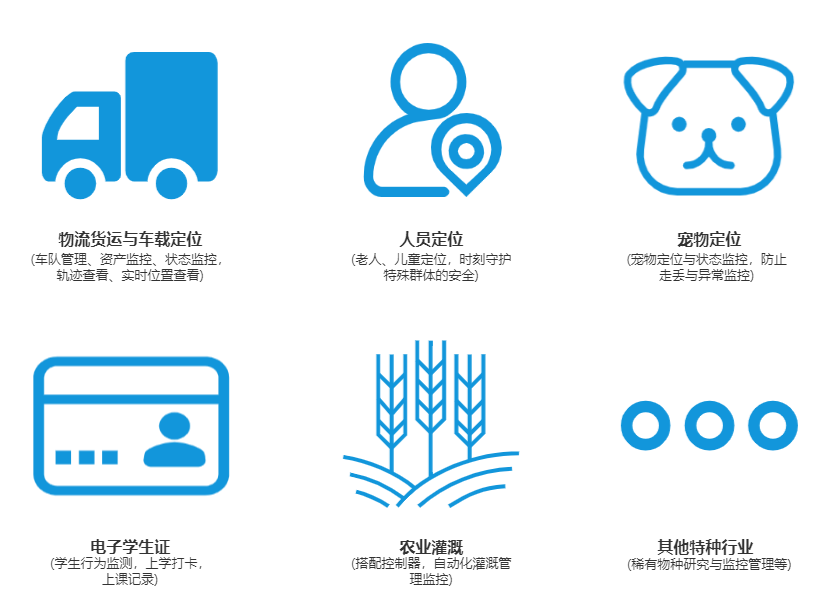 物流货运与车载定位
(车队管理、资产监控、状态监控，
轨迹查看、实时位置查看)
人员定位
(老人、儿童定位，时刻守护
特殊群体的安全)
宠物定位
(宠物定位与状态监控，防止
走丢与异常监控)
电子学生证
(学生行为监测，上学打卡，
上课记录)
农业灌溉
(搭配控制器，自动化灌溉管
理监控)
其他特种行业
(稀有物种研究与监控管理等)